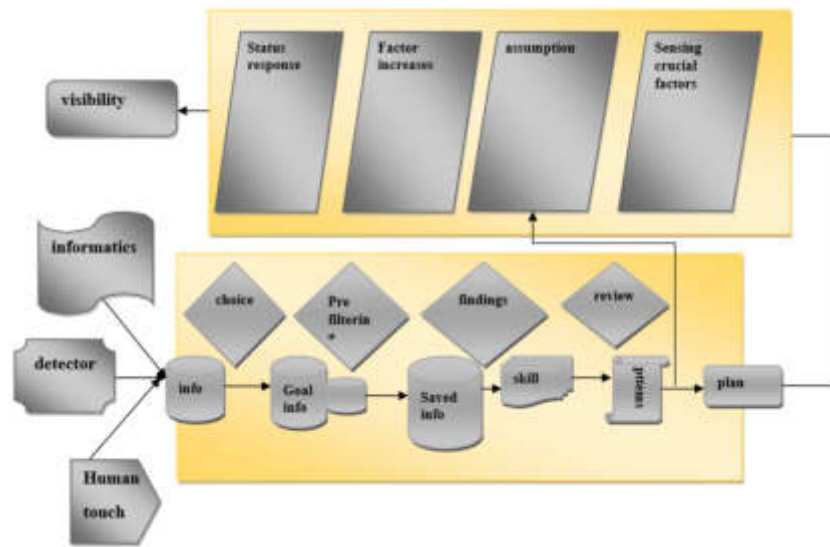 Status
response
Factor
increases
assumption
Sensing
crucial
factors
visibility
informatics
choice
Pre
filterin
findings
review
detector
info
Goal
info
Saved
info
skill
plan
Human
touch